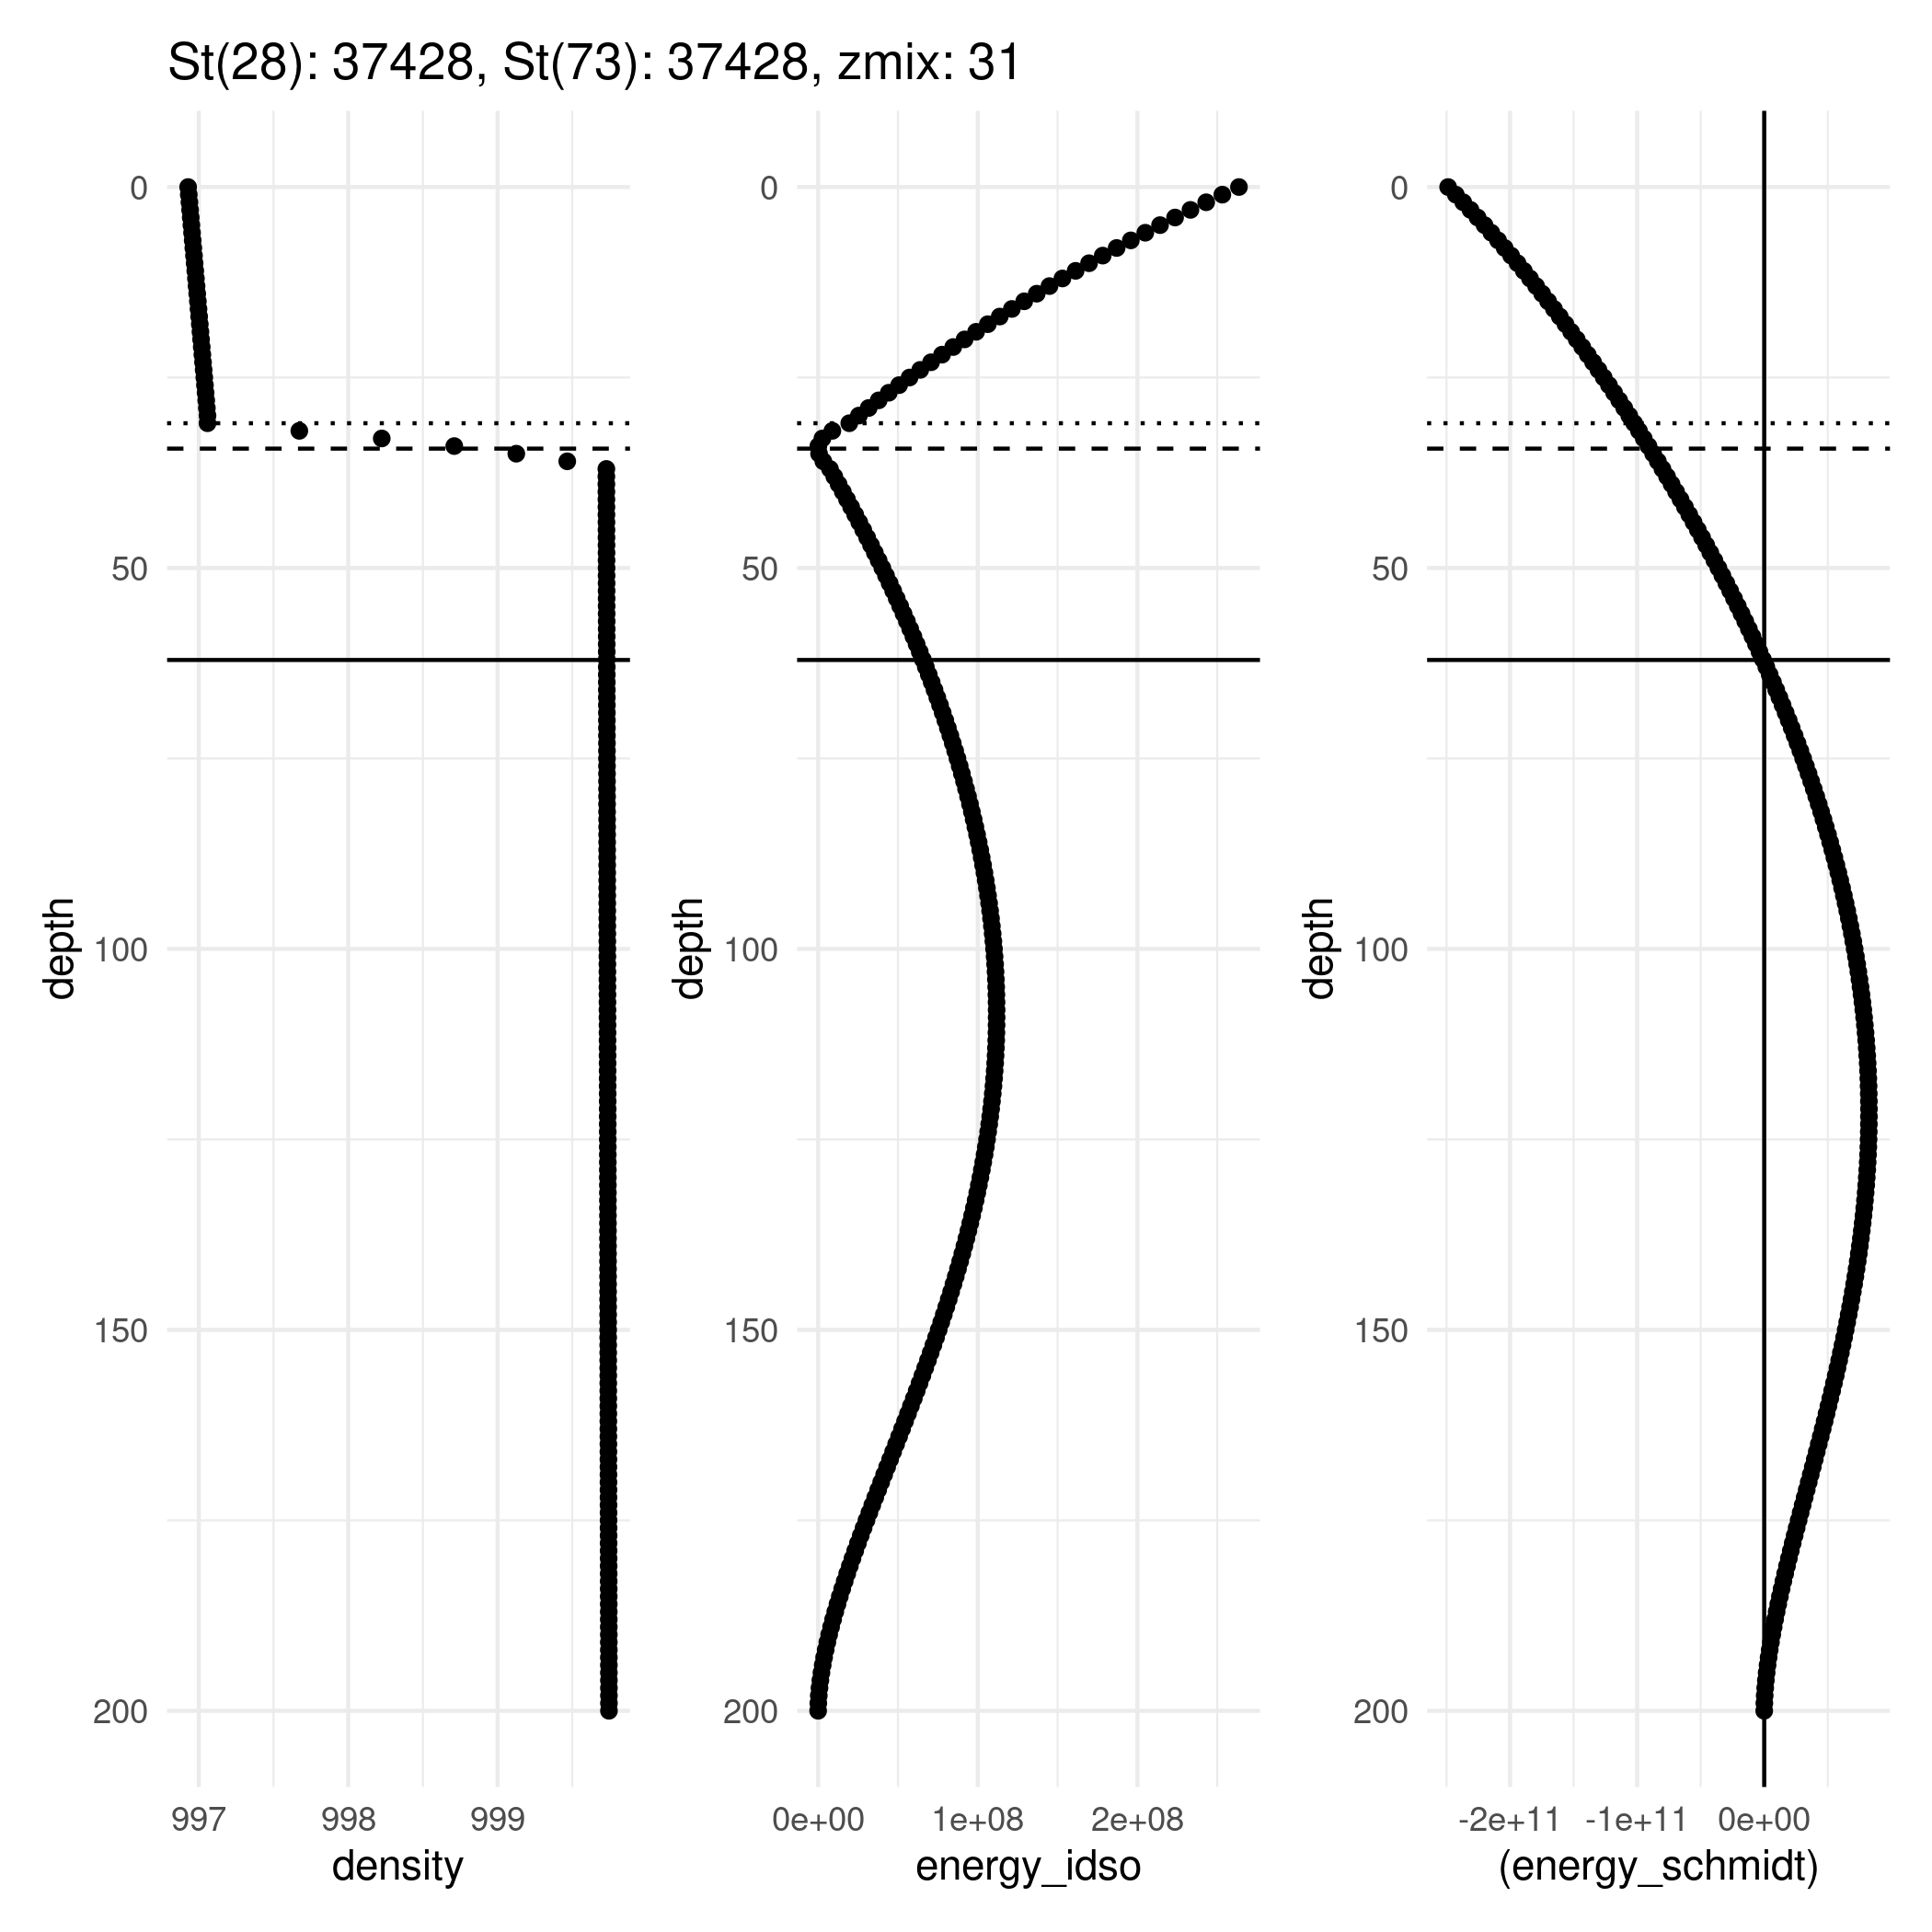 St(28): 37428, St(73): 37428, zmix: 31
0
50
100
150
200
depth
997 998 999
density
0
50
100
150
200
depth
0e+00 1e+08 2e+08
energy_idso
0
50
100
150
200
depth
-2e+11 -1e+11 0e+00
(energy_schmidt)